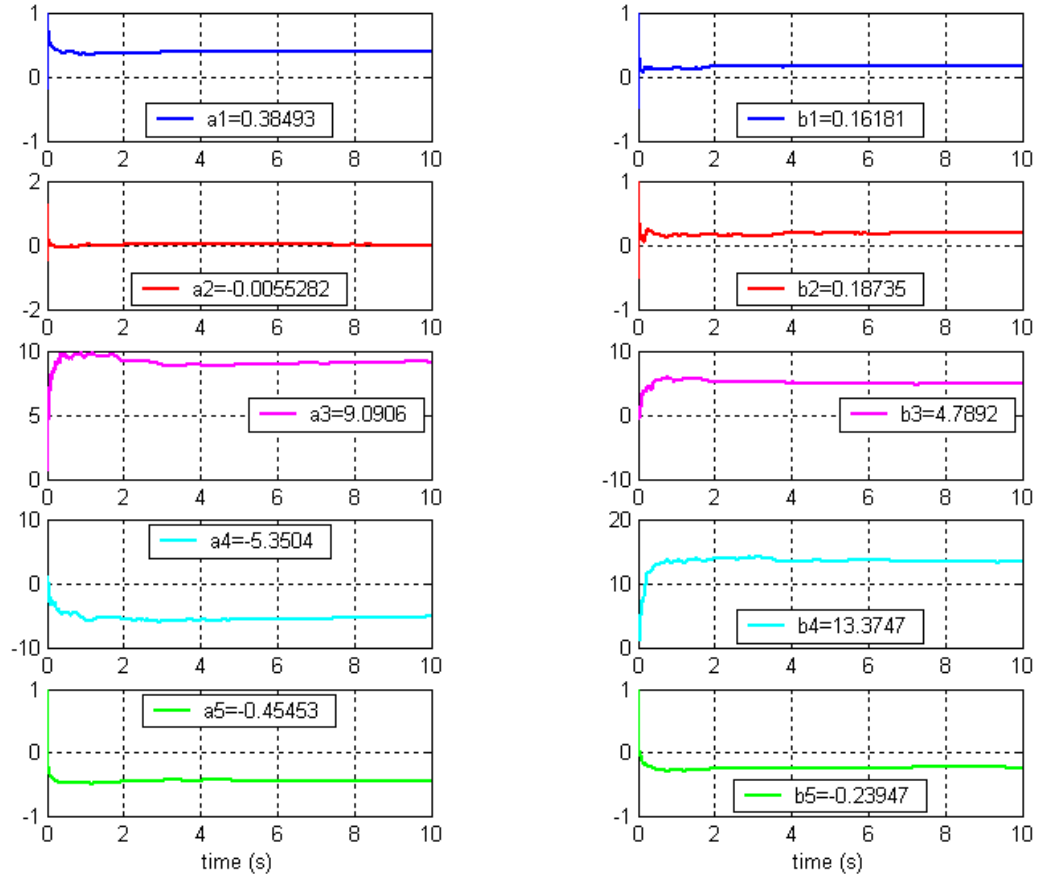 1
0
-1
a1=0.38493
0 2 4 6 8 10
1
0
-1
b1=0.16181
0 2 4 6 8 10
2
0
-2
a2=-0.0055282
0 2 4 6 8 10
1
0
-1
b2=0.18735
0 2 4 6 8 10
10
5
0
a3=9.0906
0 2 4 6 8 10
10
0
-10
b3=4.7892
0 2 4 6 8 10
10
0
-10
a4=-5.3504
0 2 4 6 8 10
20
10
0
b4=13.3747
0 2 4 6 8 10
1
0
-1
a5=-0.45453
0 2 4 6 8 10
time (s)
1
0
-1
b5=-0.23947
0 2 4 6 8 10
time (s)